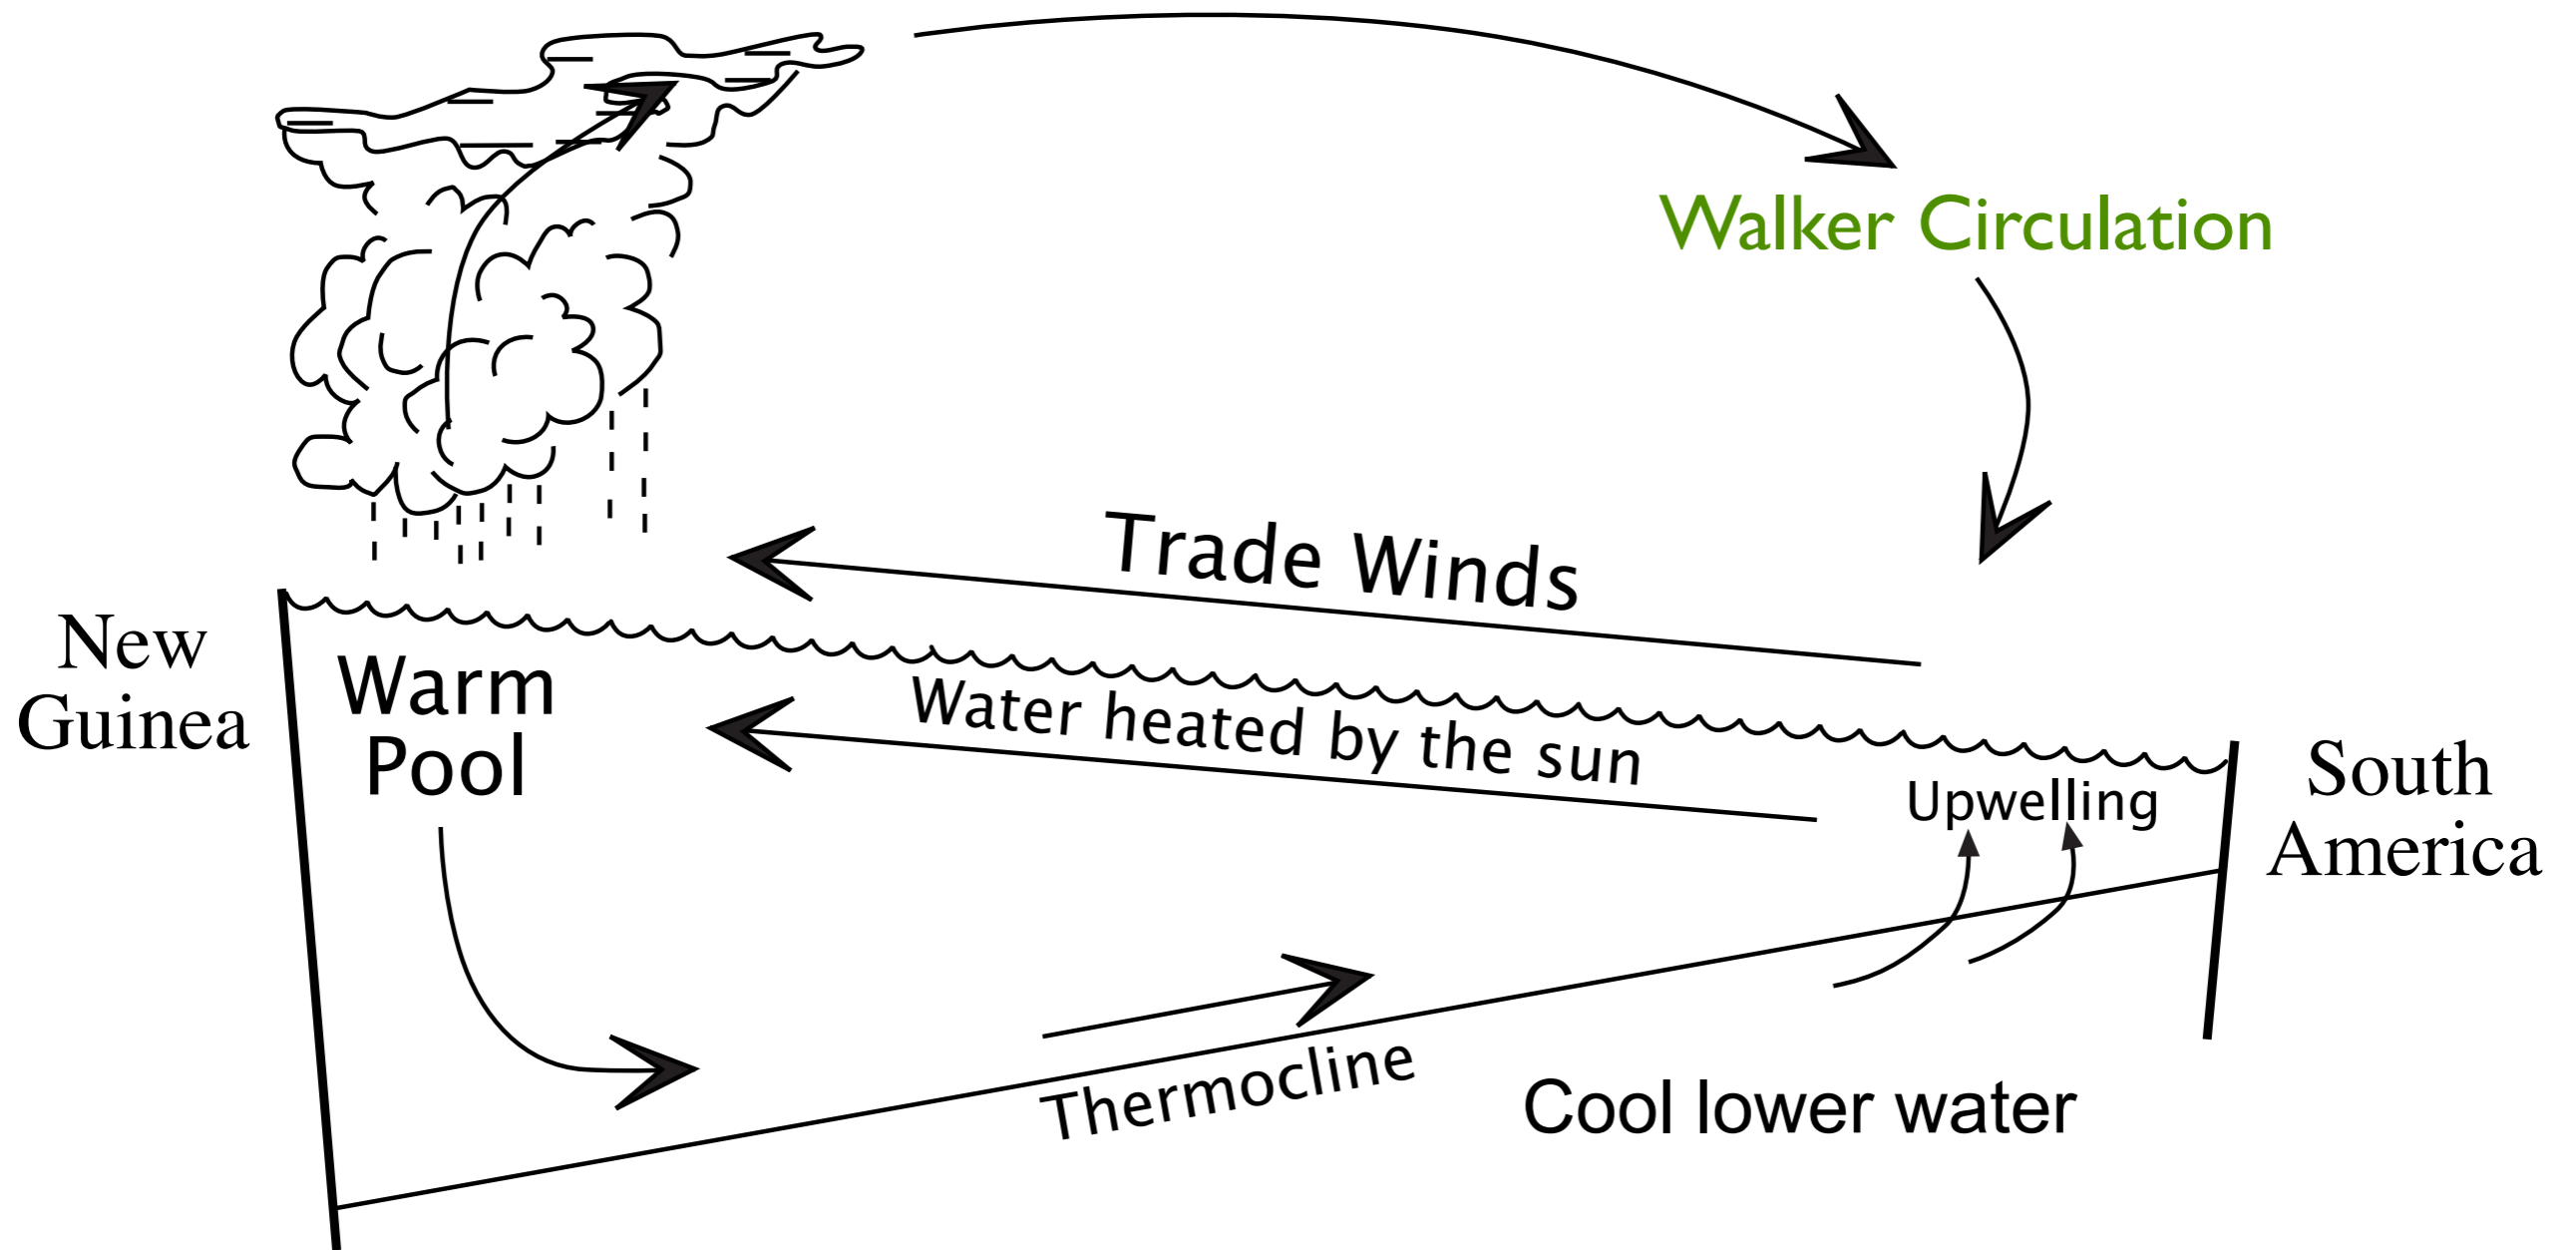 Walker Circulation
Trade Winds
New
Guinea
Warm
Pool
Water heated by the sun
Upwelling
South
America
Thermocline
Cool lower water